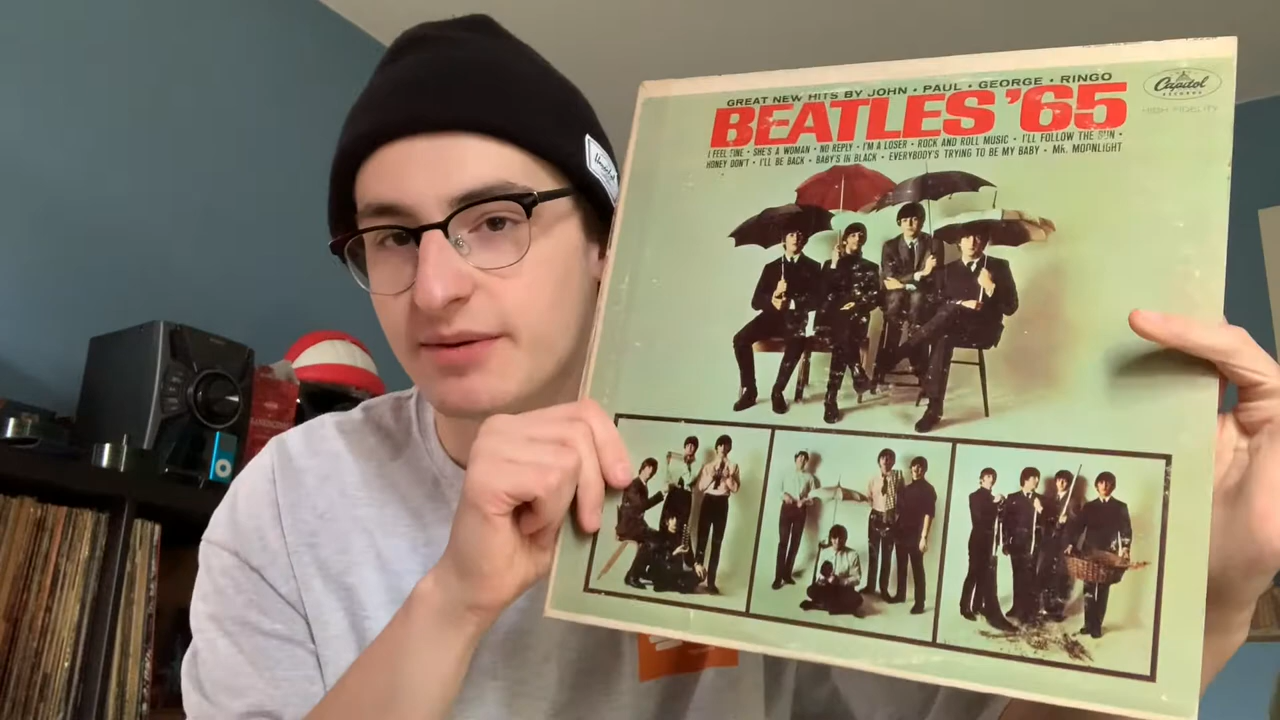 GREAT NEW HITS BY JOHN • PAUL • GEORGE • RINGO
BEATLES '65
I FEEL FINE • SHE'S A WOMAN • NO REPLY • I'M A LOSER • ROCK AND ROLL MUSIC • I'LL FOLLOW THE SUN •
HONEY DON'T • I'LL BE BACK • BABY'S IN BLACK • EVERYBODY'S TRYING TO BE MY BABY • MR. MOONLIGHT
Capitol
RECORDS
HIGH FIDELITY
Herschel